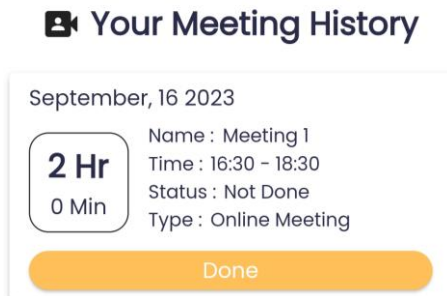 Your Meeting History
September, 16 2023
2 Hr
0 Min
Name : Meeting 1
Time : 16:30 - 18:30
Status : Not Done
Type : Online Meeting
Done